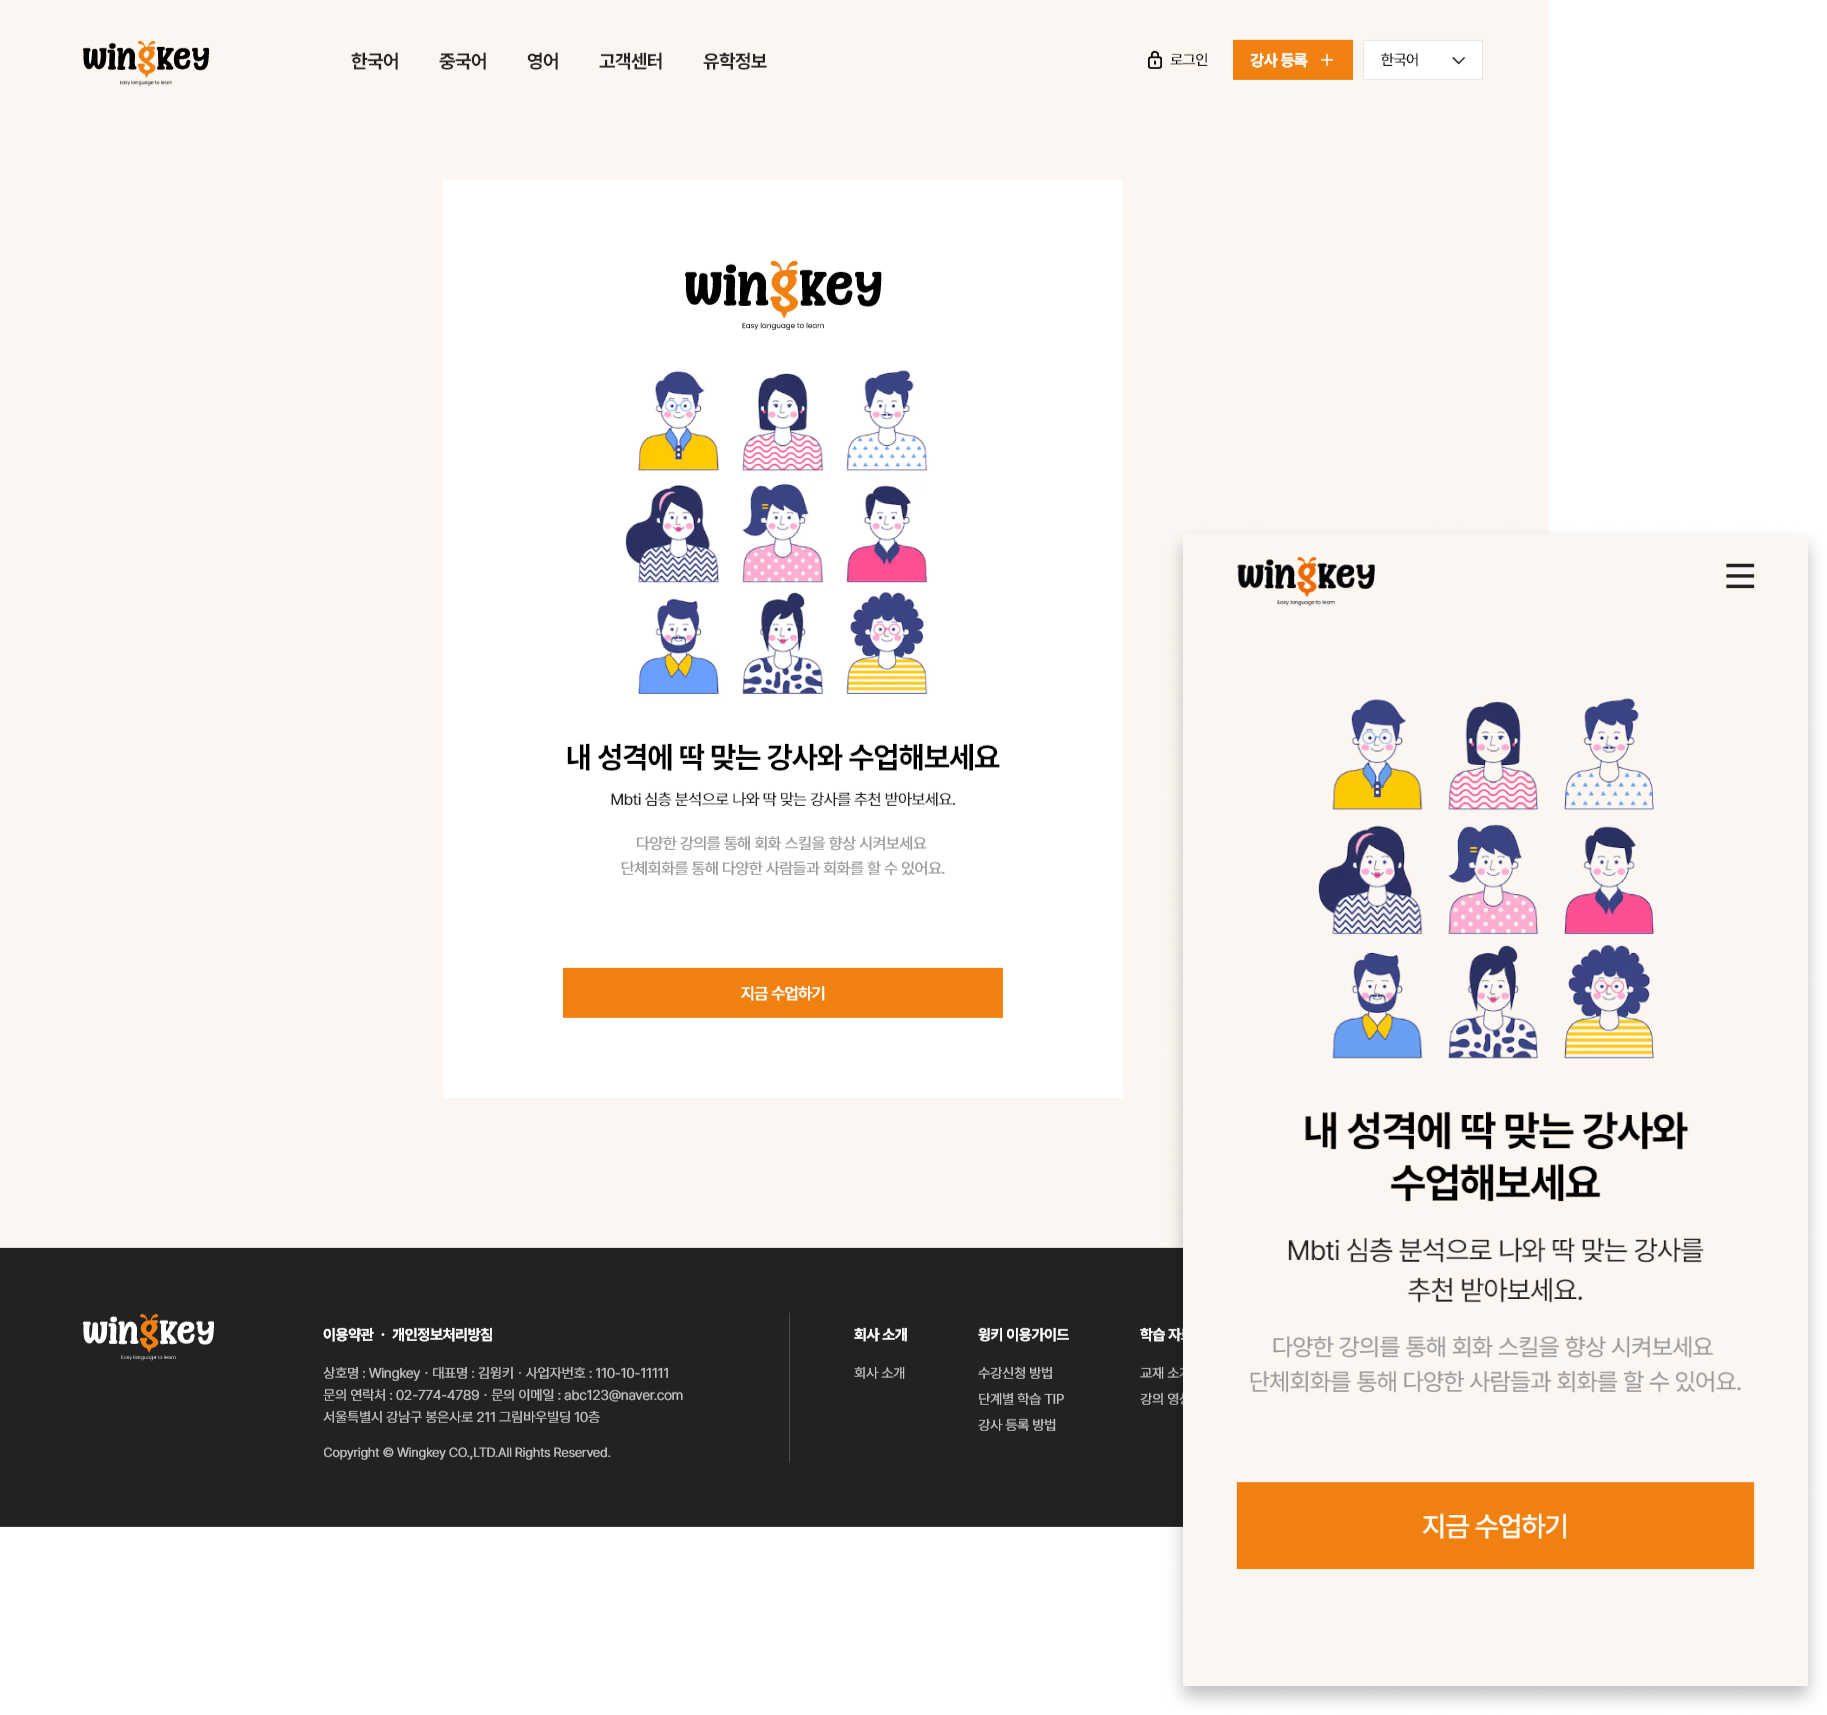 wingkey
Easy language to learn
한국어 중국어 영어 고객센터 유학정보
로그인 강사 등록 + 한국어
wingkey
Easy language to learn
내 성격에 딱 맞는 강사와 수업해보세요
Mbti 심층 분석으로 나와 딱 맞는 강사를 추천 받아보세요.
다양한 강의를 통해 회화 스킬을 향상 시켜보세요
단체회화를 통해 다양한 사람들과 회화를 할 수 있어요.
지금 수업하기
wingkey
Easy language to learn
이용약관 · 개인정보처리방침
상호명 : Wingkey · 대표명 : 김윙키 · 사업자번호 : 110-10-11111
문의 연락처 : 02-774-4789 · 문의 이메일 : abc123@naver.com
서울특별시 강남구 봉은사로 211 그림바우빌딩 10층
Copyright © Wingkey CO.,LTD.All Rights Reserved.
회사 소개
회사 소개
윙키 이용가이드
수강신청 방법
단계별 학습 TIP
강사 등록 방법
학습
교재
강의
wingkey
Easy language to learn
내 성격에 딱 맞는 강사와
수업해보세요
Mbti 심층 분석으로 나와 딱 맞는 강사를
추천 받아보세요.
다양한 강의를 통해 회화 스킬을 향상 시켜보세요
단체회화를 통해 다양한 사람들과 회화를 할 수 있어요.
지금 수업하기